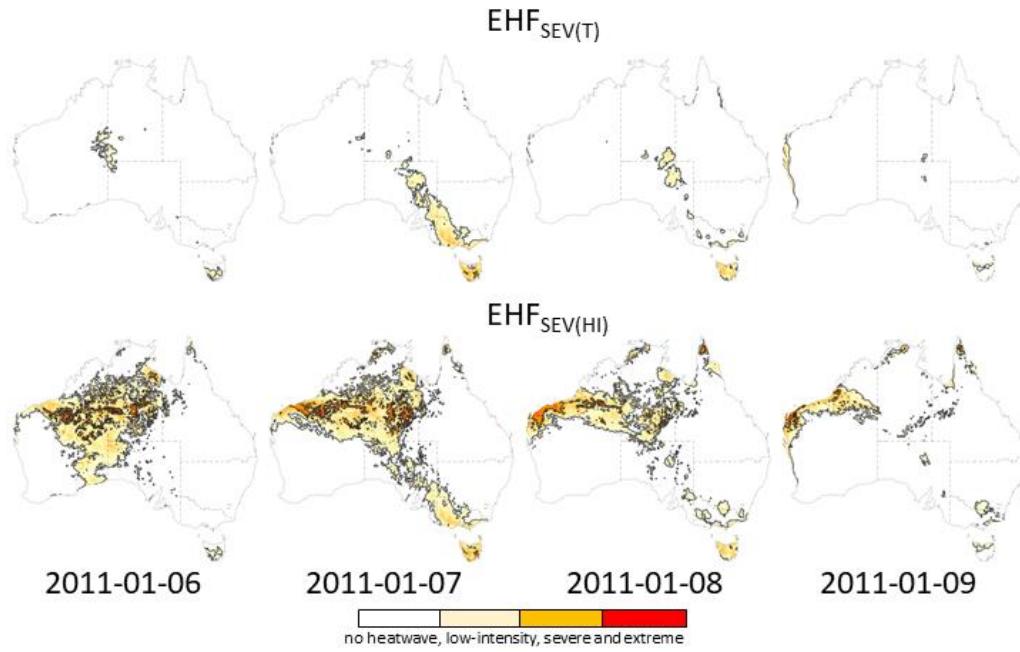 EHFSEV(T)
EHFSEV(HI)
2011-01-06 2011-01-07 2011-01-08 2011-01-09
no heatwave, low-intensity, severe and extreme